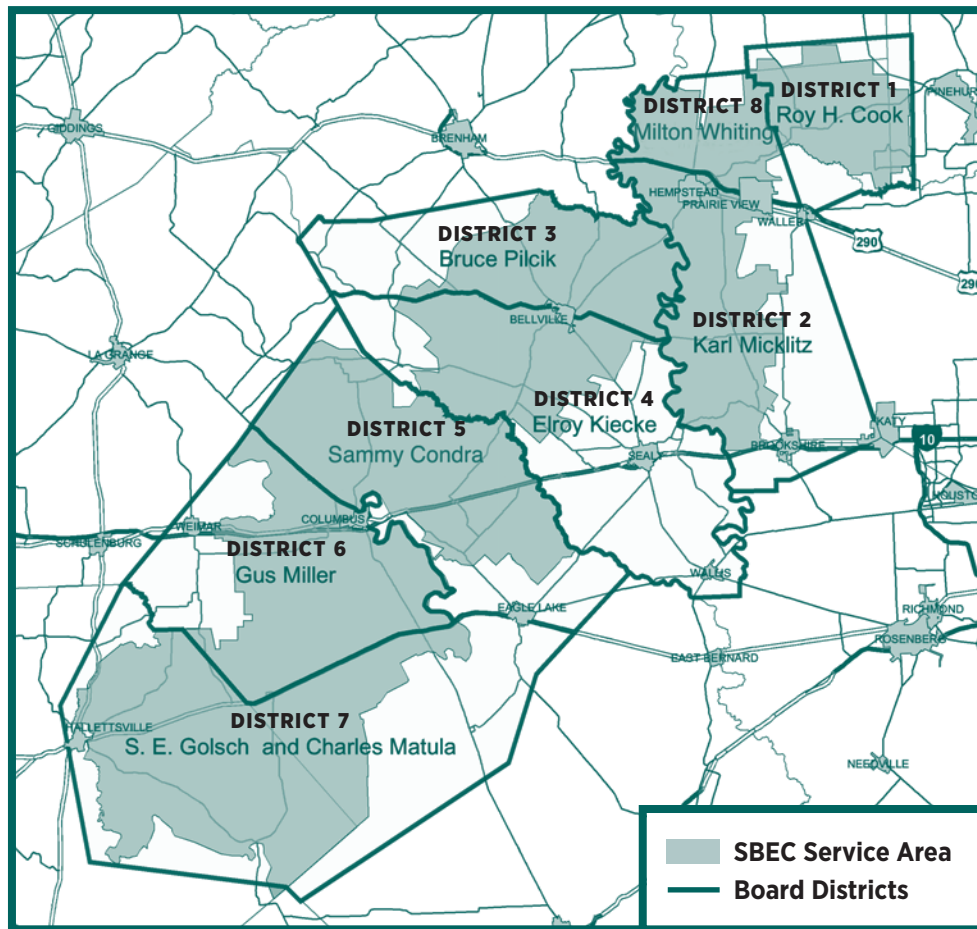 DISTRICT 1
Roy H. Cook
PINEHUR
DISTRICT 8
Milton Whiting
GIDDINGS
BRENHAM
HEMPSTEAD
PRAIRIE VIEW
WALLER
290
290
DISTRICT 3
Bruce Pilcik
BELLVILLE
DISTRICT 2
Karl Micklitz
LA GRANGE
DISTRICT 4
Elroy Kiecke
DISTRICT 5
Sammy Condra
KATY
10
BROOKSHIRE
SEALY
HOUSTO
COLUMBUS
WEIMAR
SCHULENBURG
DISTRICT 6
Gus Miller
WALLIS
EAGLE LAKE
RICHMOND
ROSENBERG
EAST BERNARD
DISTRICT 7
S. E. Golsch and Charles Matula
HALLETTSVILLE
NEEDVILLE
SBEC Service Area
Board Districts